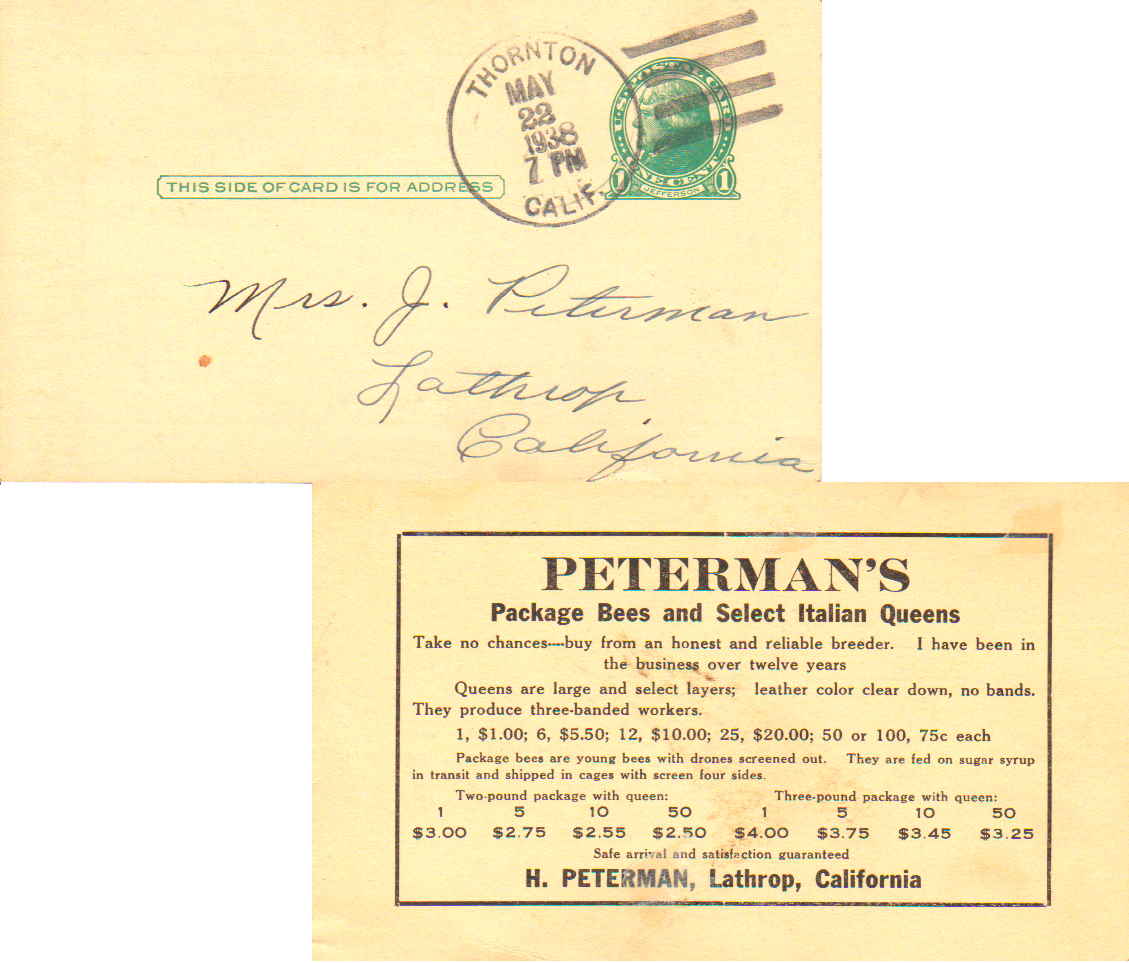 THORNTON
MAY
22
1938
7 PM
CALIF.
U.S. POSTAL CARD
ONE CENT
1 JEFFERSON 1
THIS SIDE OF CARD IS FOR ADDRESS
Mrs. J. Peterman
Lathrop
California
PETERMAN'S
Package Bees and Select Italian Queens
Take no chances----buy from an honest and reliable breeder. I have been in
the business over twelve years
Queens are large and select layers; leather color clear down, no bands.
They produce three-banded workers.
1, $1.00; 6, $5.50; 12, $10.00; 25, $20.00; 50 or 100, 75c each
Package bees are young bees with drones screened out. They are fed on sugar syrup
in transit and shipped in cages with screen four sides.
Two-pound package with queen: Three-pound package with queen:
1 5 10 50 1 5 10 50
$3.00 $2.75 $2.55 $2.50 $4.00 $3.75 $3.45 $3.25
Safe arrival and satisfaction guaranteed
H. PETERMAN, Lathrop, California